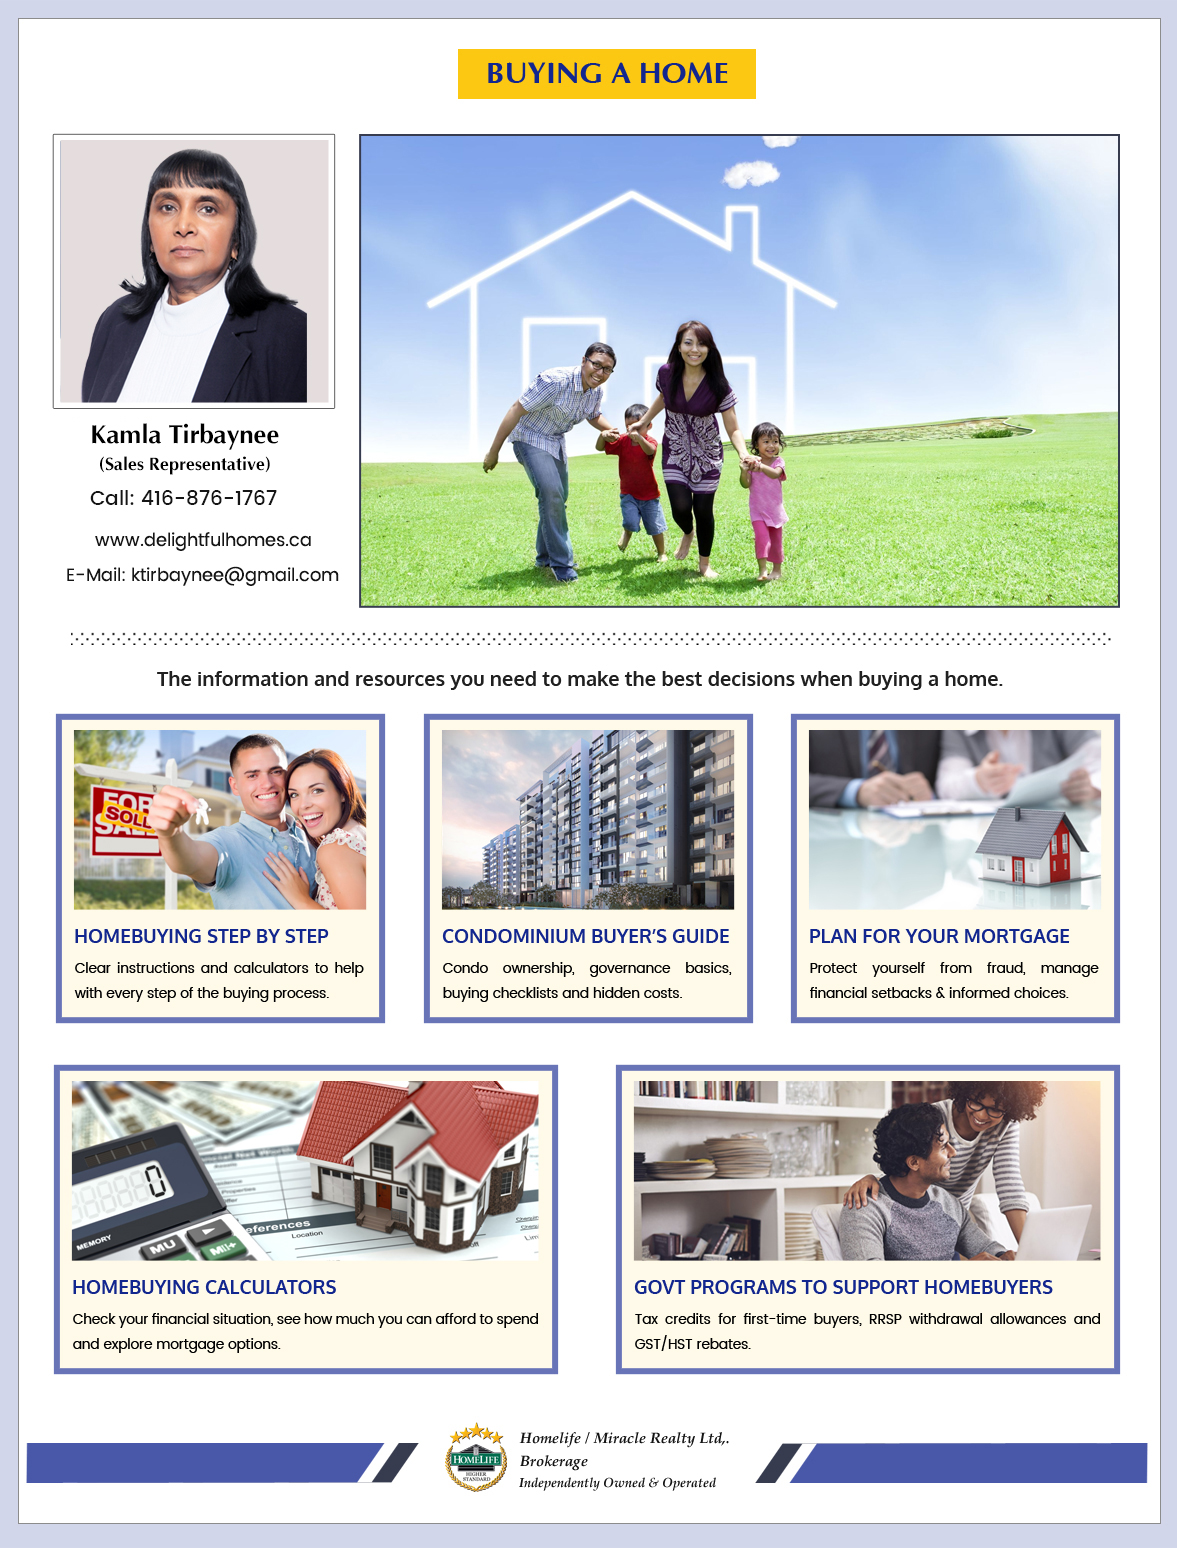 BUYING A HOME
Kamla Tirbaynee
(Sales Representative)
Call: 416-876-1767
www.delightfulhomes.ca
E-Mail: ktirbaynee@gmail.com
The information and resources you need to make the best decisions when buying a home.
FOR
SOLD
SALE
HOMEBUYING STEP BY STEP
Clear instructions and calculators to help
with every step of the buying process.
CONDOMINIUM BUYER'S GUIDE
Condo ownership, governance basics,
buying checklists and hidden costs.
PLAN FOR YOUR MORTGAGE
Protect yourself from fraud, manage
financial setbacks & informed choices.
0
MEMORY
MU
MII+
eferences
Location
HOMEBUYING CALCULATORS
Check your financial situation, see how much you can afford to spend
and explore mortgage options.
GOVT PROGRAMS TO SUPPORT HOMEBUYERS
Tax credits for first-time buyers, RRSP withdrawal allowances and
GST/HST rebates.
HOMELIFE
HIGHER
STANDARD
Homelife / Miracle Realty Ltd,.
Brokerage
Independently Owned & Operated